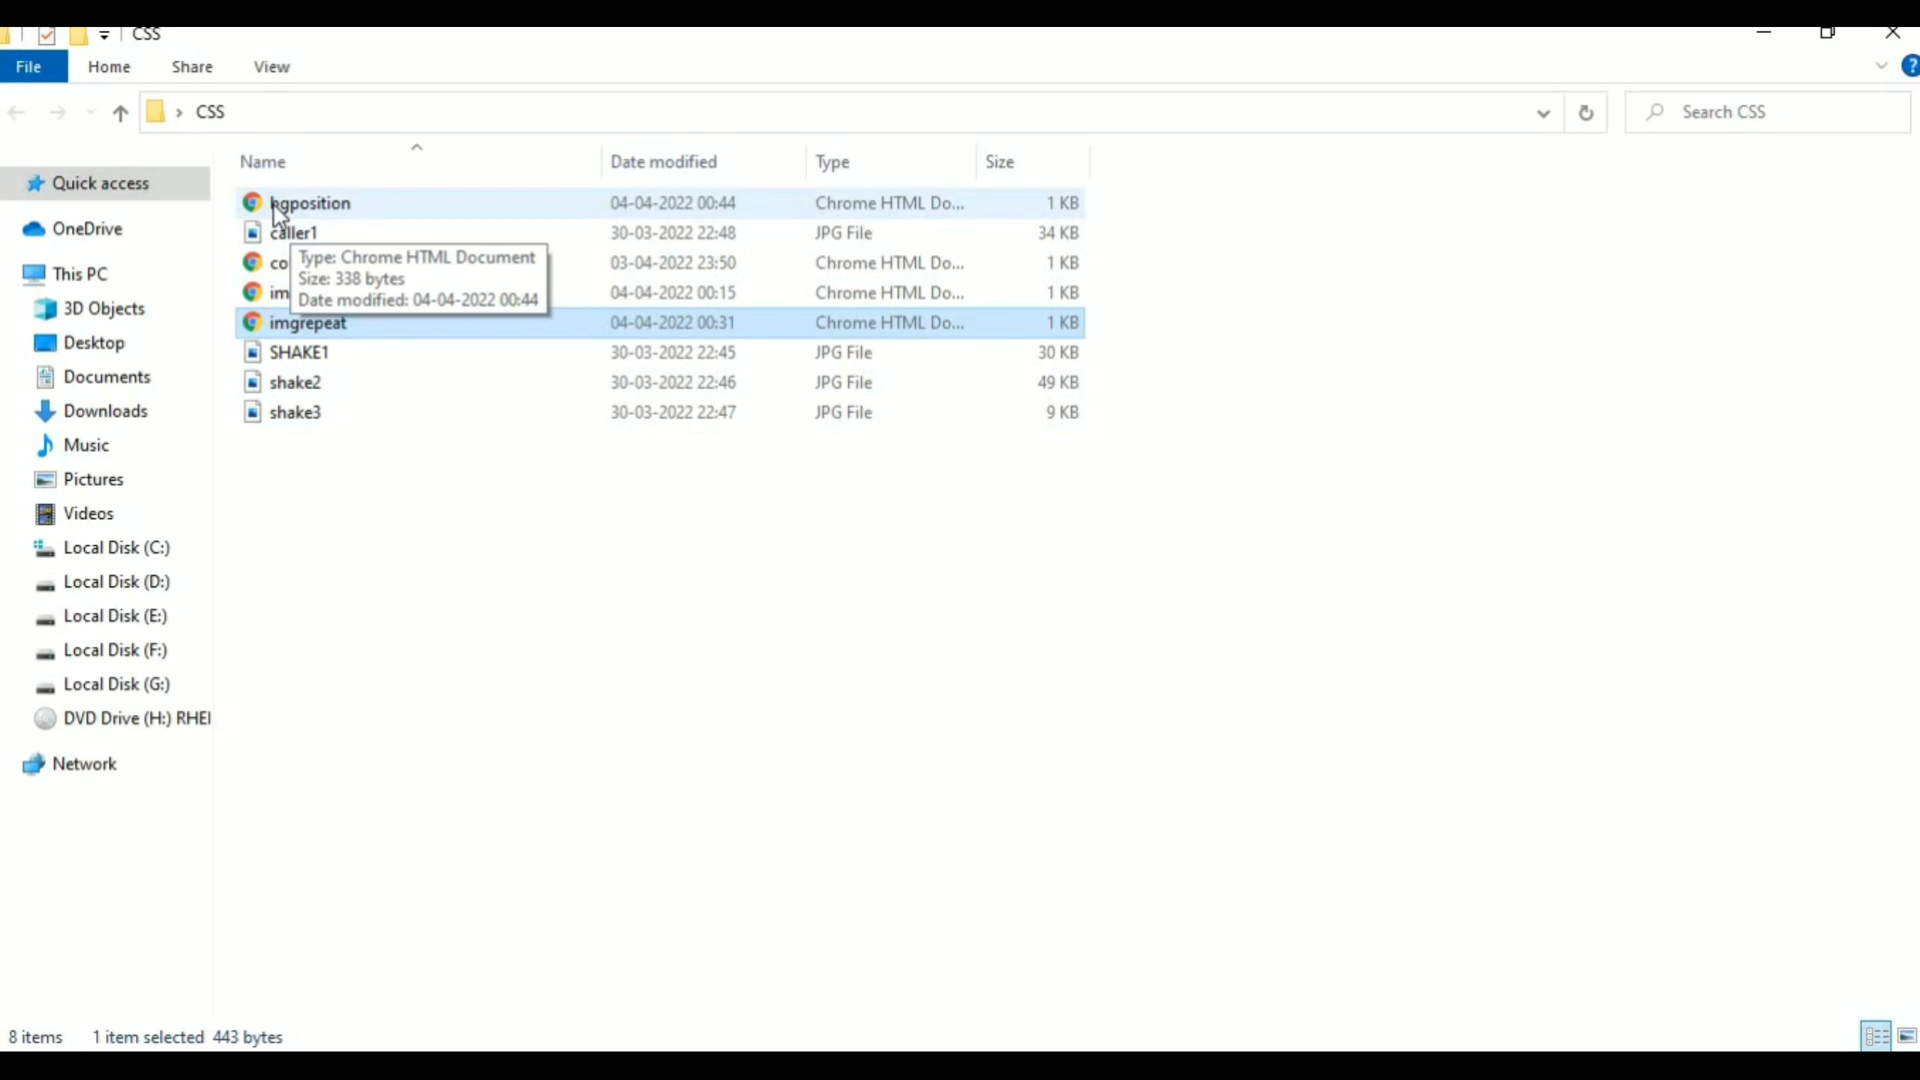 CSS
File Home Share View
CSS
Search CSS
Name Date modified Type Size
Quick access
OneDrive
This PC
3D Objects
Desktop
Documents
Downloads
Music
Pictures
Videos
Local Disk (C:)
Local Disk (D:)
Local Disk (E:)
Local Disk (F:)
Local Disk (G:)
DVD Drive (H:) RHEI
Network
bgposition 04-04-2022 00:44 Chrome HTML Do... 1 KB
caller1 30-03-2022 22:48 JPG File 34 KB
co 03-04-2022 23:50 Chrome HTML Do... 1 KB
im 04-04-2022 00:15 Chrome HTML Do... 1 KB
imgrepeat 04-04-2022 00:31 Chrome HTML Do... 1 KB
SHAKE1 30-03-2022 22:45 JPG File 30 KB
shake2 30-03-2022 22:46 JPG File 49 KB
shake3 30-03-2022 22:47 JPG File 9 KB
Type: Chrome HTML Document
Size: 338 bytes
Date modified: 04-04-2022 00:44
8 items 1 item selected 443 bytes